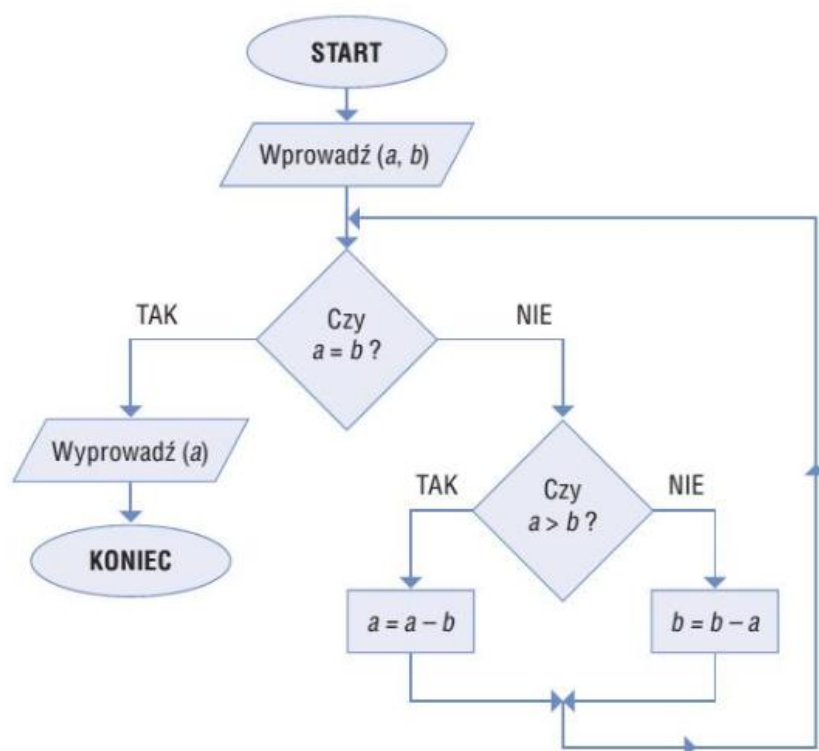 START
Wprowadź (a, b)
TAK
NIE
Czy
a = b ?
Wyprowadź (a)
KONIEC
TAK
NIE
Czy
a > b ?
a = a – b
b = b – a